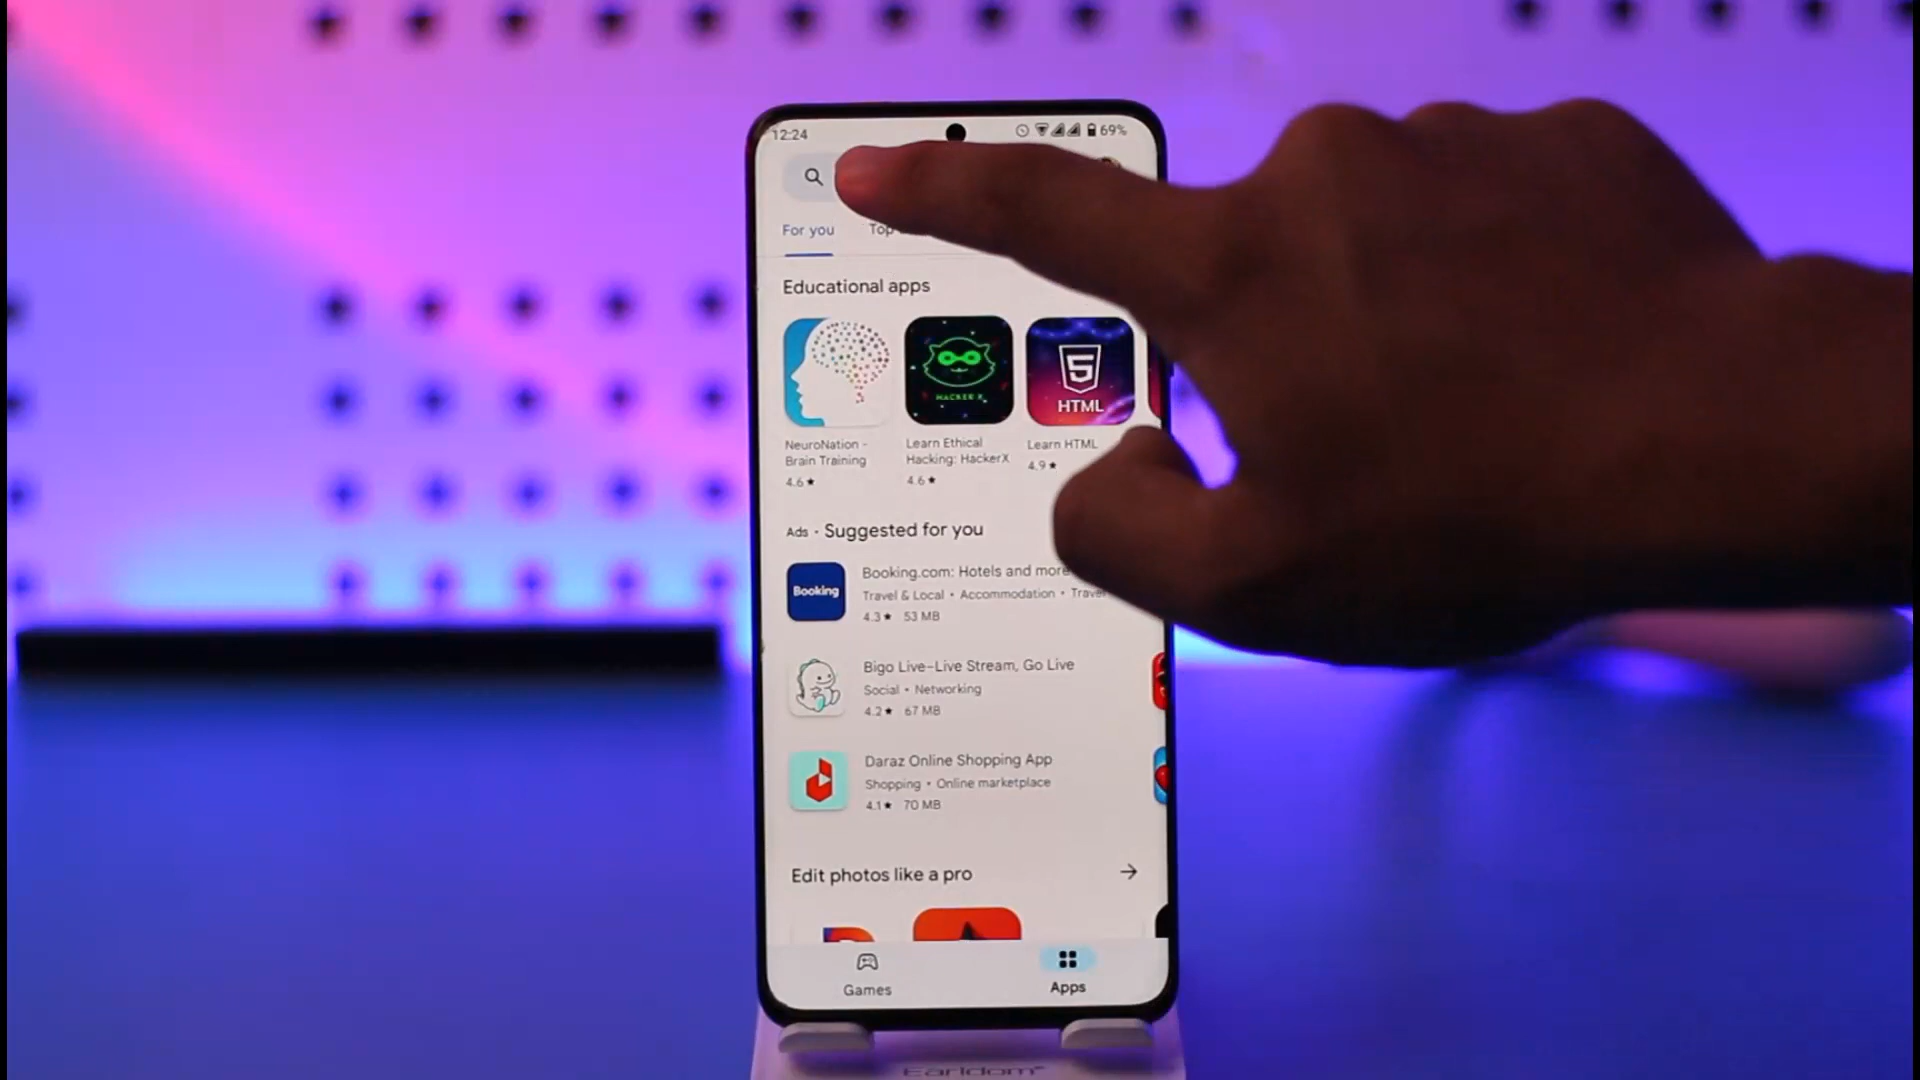 12:24
69%
For you
Top
Educational apps
HACKER X
5
HTML
NeuroNation -
Brain Training
4.6★
Learn Ethical
Hacking: HackerX
4.6★
Learn HTML
4.9★
Ads · Suggested for you
Booking
Booking.com: Hotels and more
Travel & Local • Accommodation • Travel
4.3★ 53 MB
Bigo Live–Live Stream, Go Live
Social • Networking
4.2★ 67 MB
Daraz Online Shopping App
Shopping • Online marketplace
4.1★ 70 MB
Edit photos like a pro
Games
Apps
Earldom